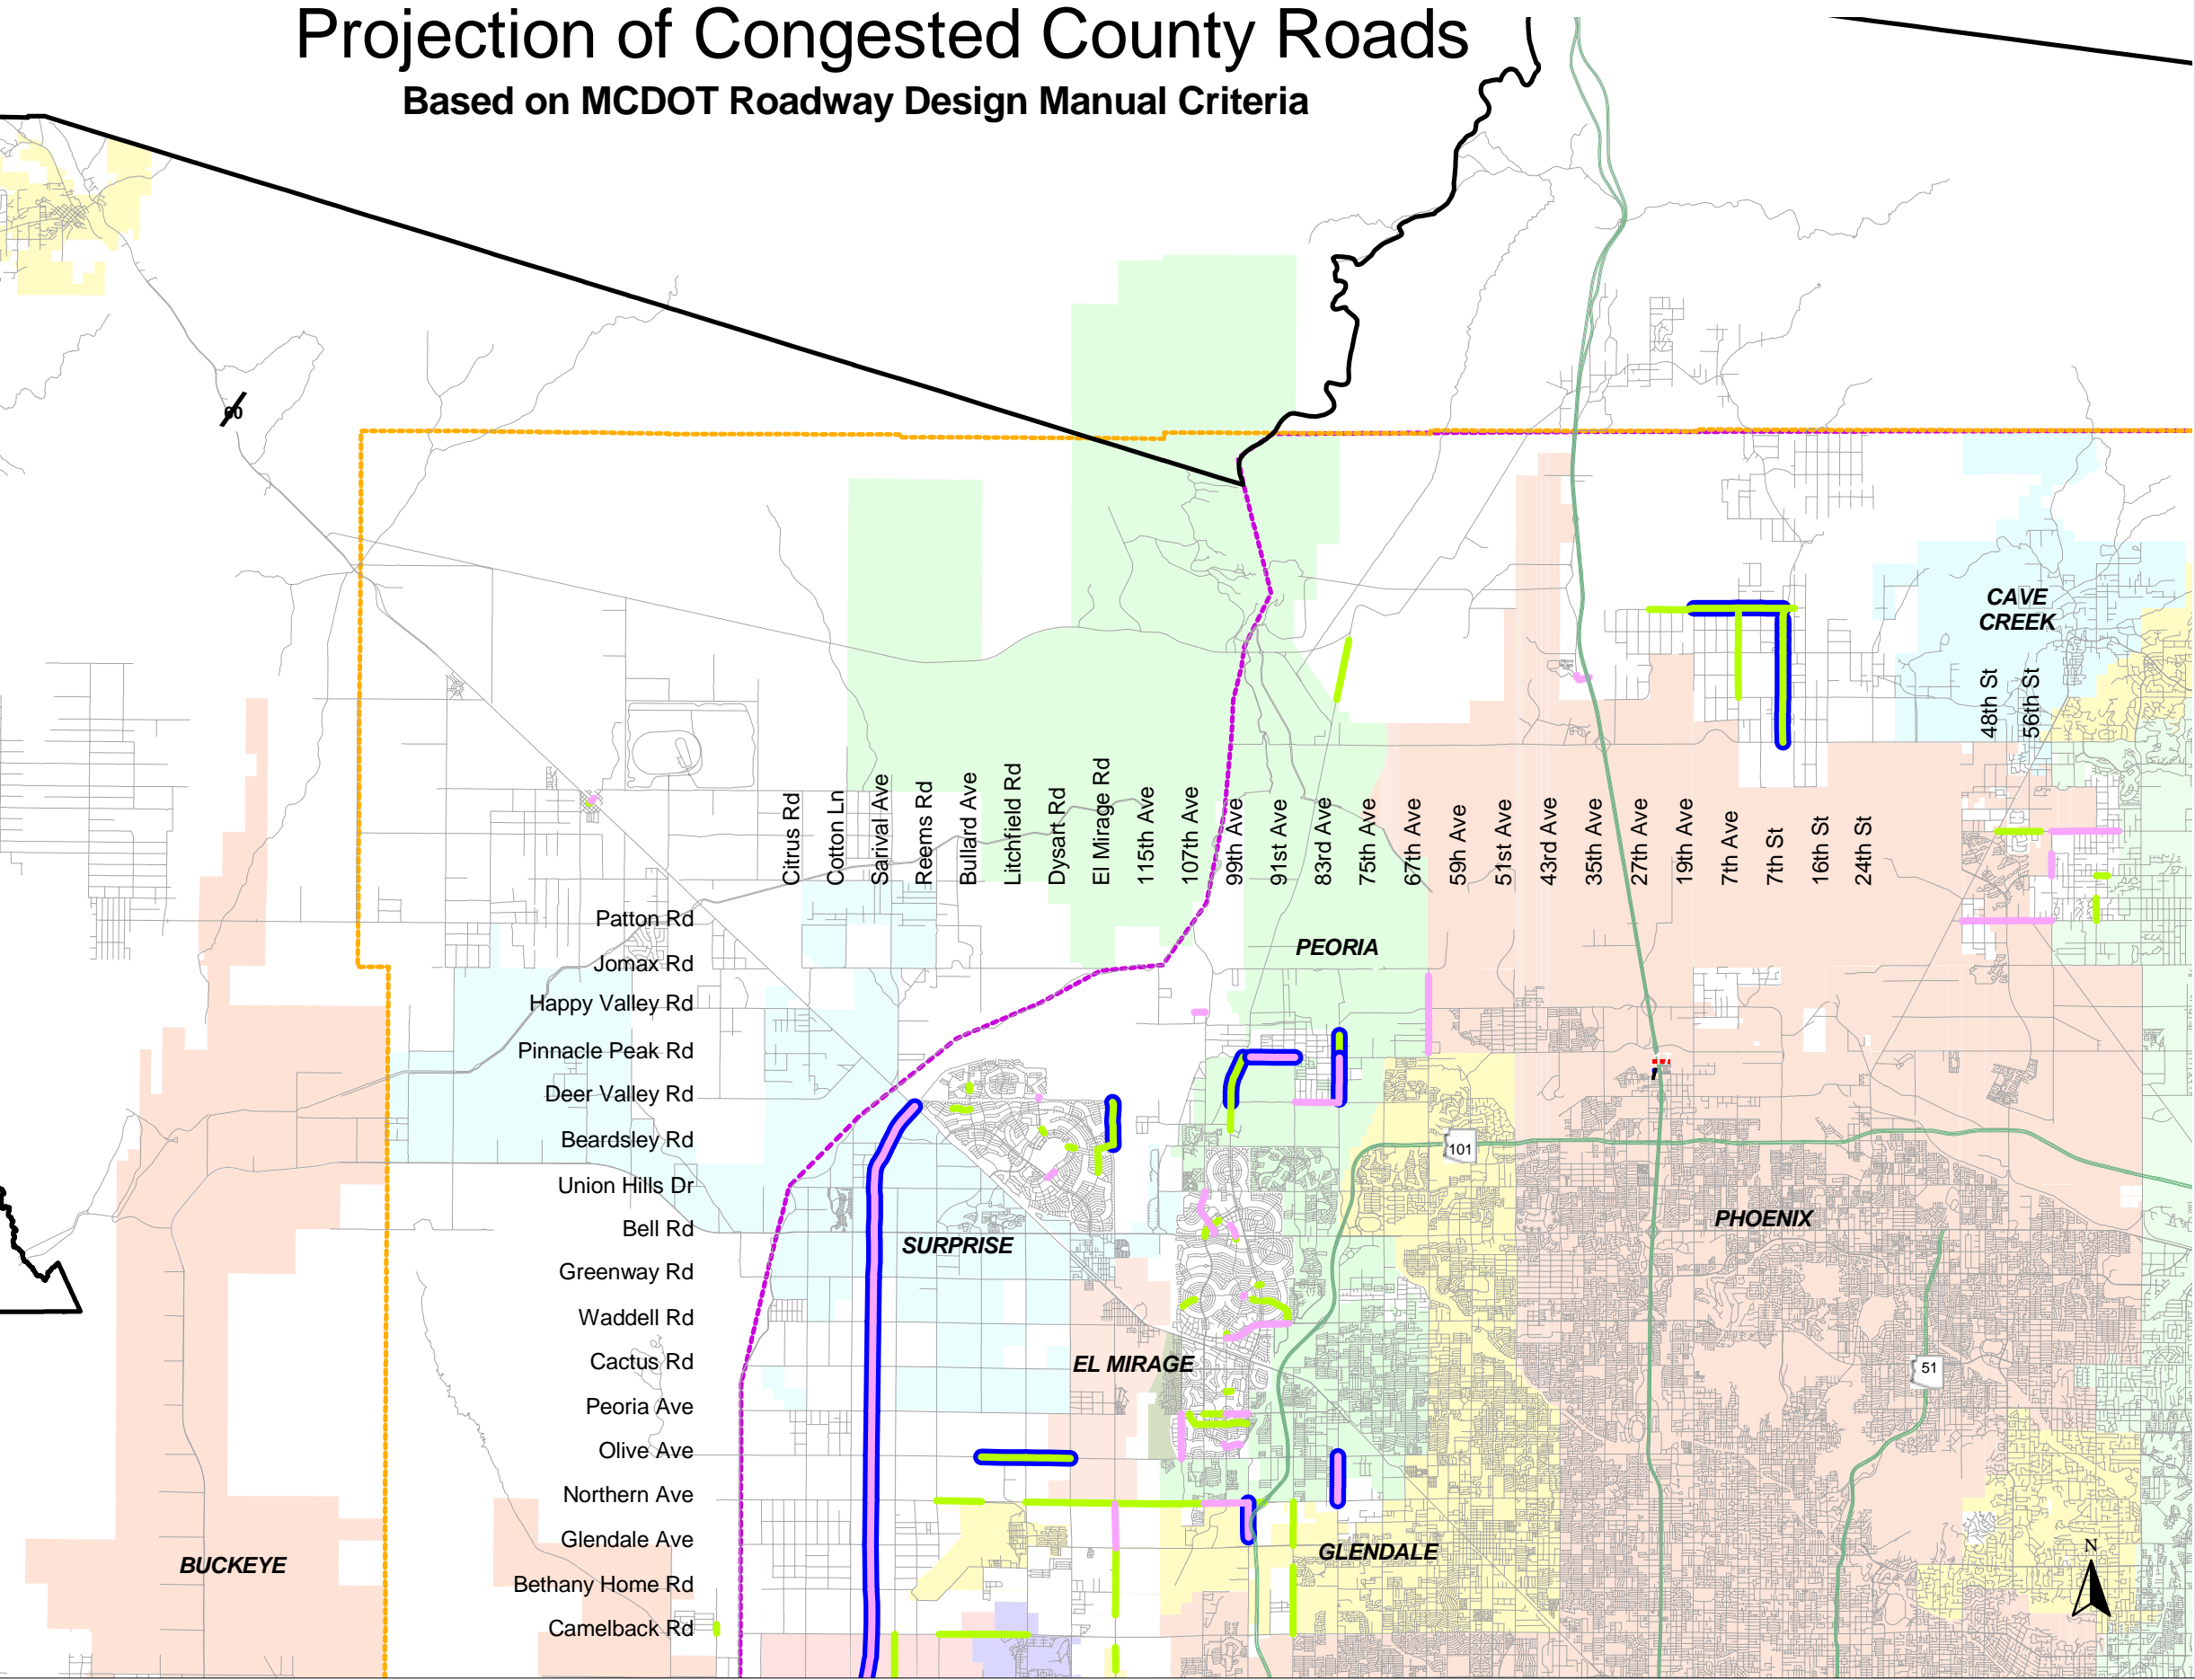 Projection of Congested County Roads
Based on MCDOT Roadway Design Manual Criteria
60
CAVE
CREEK
48th St
56th St
Citrus Rd
Cotton Ln
Sarival Ave
Reems Rd
Bullard Ave
Litchfield Rd
Dysart Rd
El Mirage Rd
115th Ave
107th Ave
99th Ave
91st Ave
83rd Ave
75th Ave
67th Ave
59th Ave
51st Ave
43rd Ave
35th Ave
27th Ave
19th Ave
7th Ave
7th St
16th St
24th St
Patton Rd
PEORIA
Jomax Rd
Happy Valley Rd
Pinnacle Peak Rd
Deer Valley Rd
Beardsley Rd
101
Union Hills Dr
PHOENIX
Bell Rd
SURPRISE
Greenway Rd
Waddell Rd
Cactus Rd
EL MIRAGE
51
Peoria Ave
Olive Ave
Northern Ave
Glendale Ave
GLENDALE
N
BUCKEYE
Bethany Home Rd
Camelback Rd